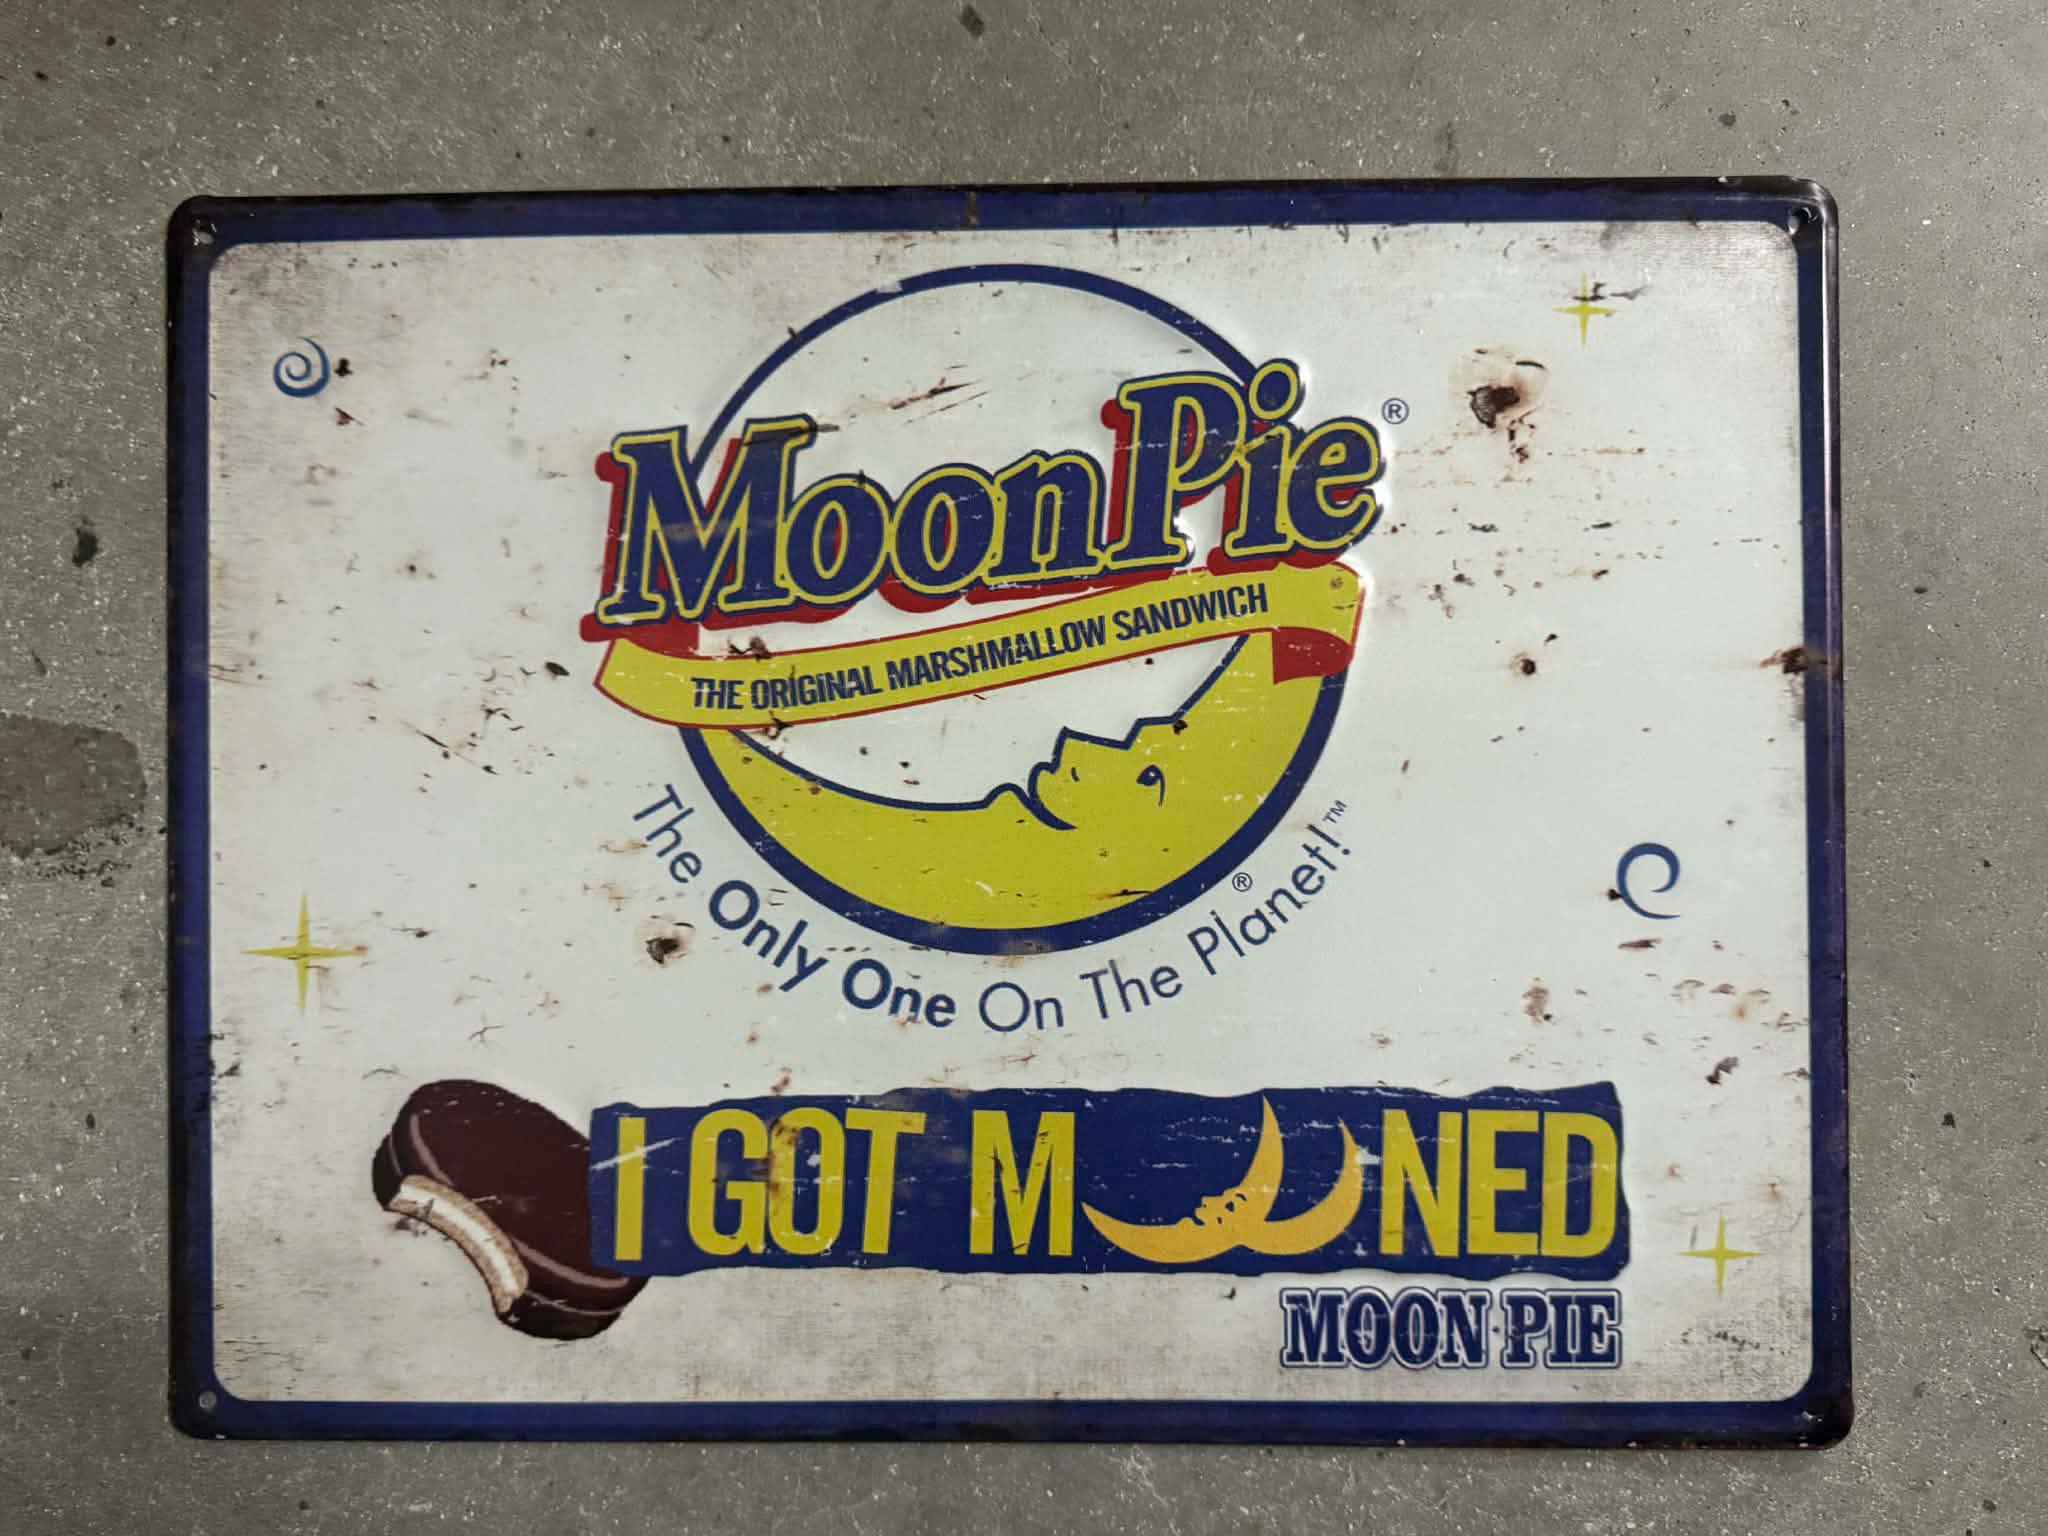 MoonPie®
THE ORIGINAL MARSHMALLOW SANDWICH
®
The Only One On The Planet!™
I GOT MOONED
MOON PIE